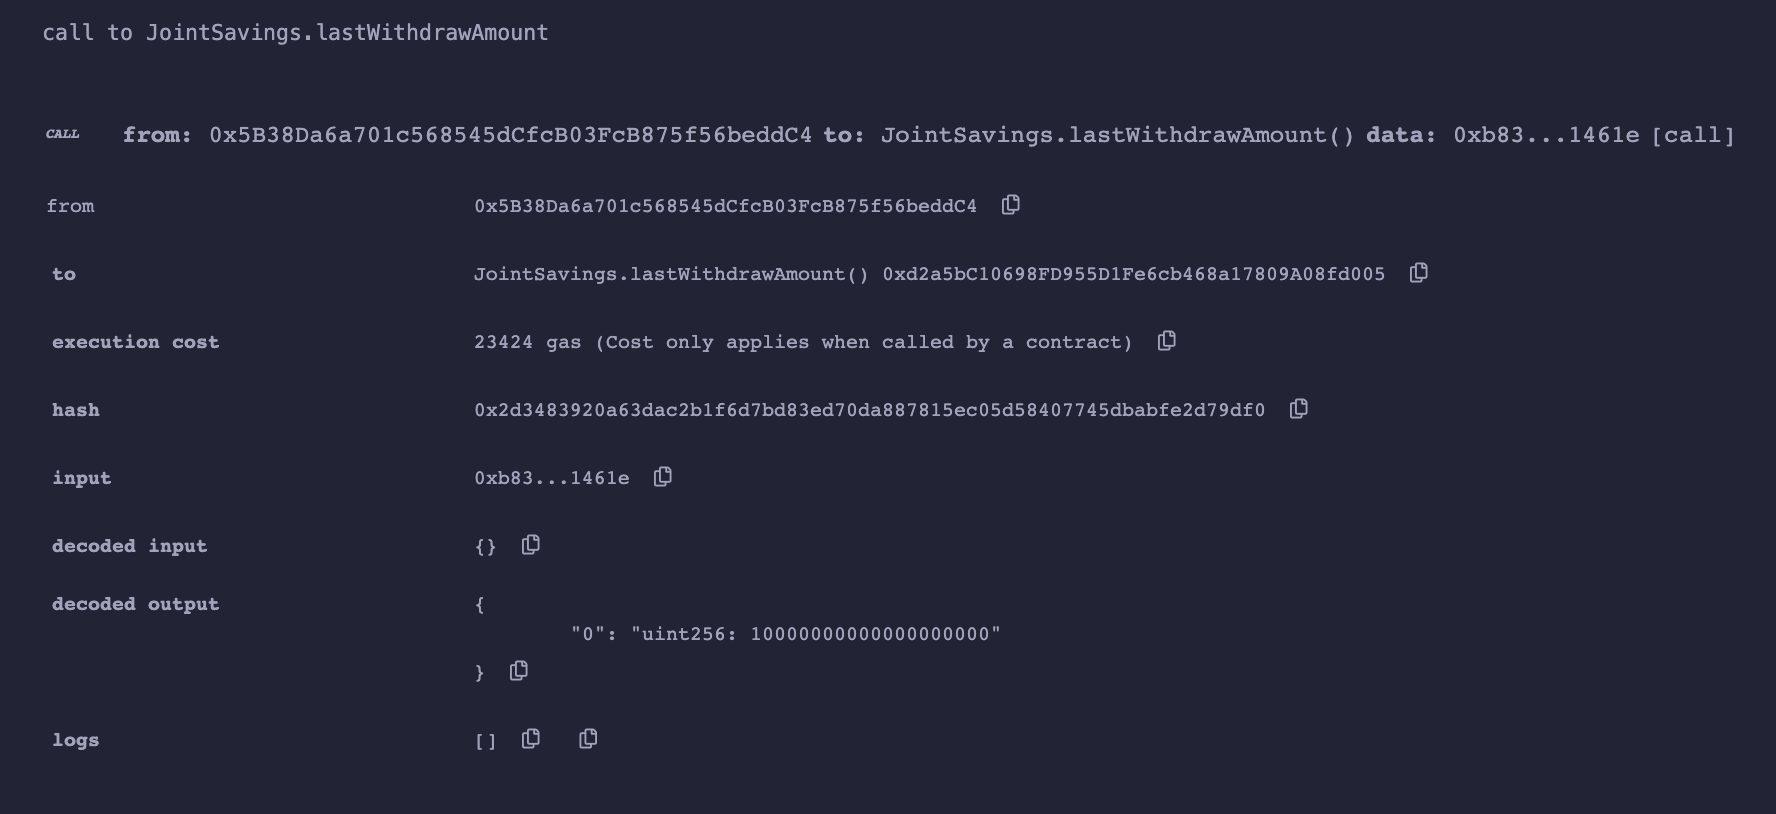 call to JointSavings.lastWithdrawAmount
CALL from: 0x5B38Da6a701c568545dCfcB03FcB875f56beddC4 to: JointSavings.lastWithdrawAmount() data: 0xb83...1461e [call]
from 0x5B38Da6a701c568545dCfcB03FcB875f56beddC4
to JointSavings.lastWithdrawAmount() 0xd2a5bC10698FD955D1Fe6cb468a17809A08fd005
execution cost 23424 gas (Cost only applies when called by a contract)
hash 0x2d3483920a63dac2b1f6d7bd83ed70da887815ec05d58407745dbabfe2d79df0
input 0xb83...1461e
decoded input {}
decoded output {
"0": "uint256: 10000000000000000000"
}
logs []